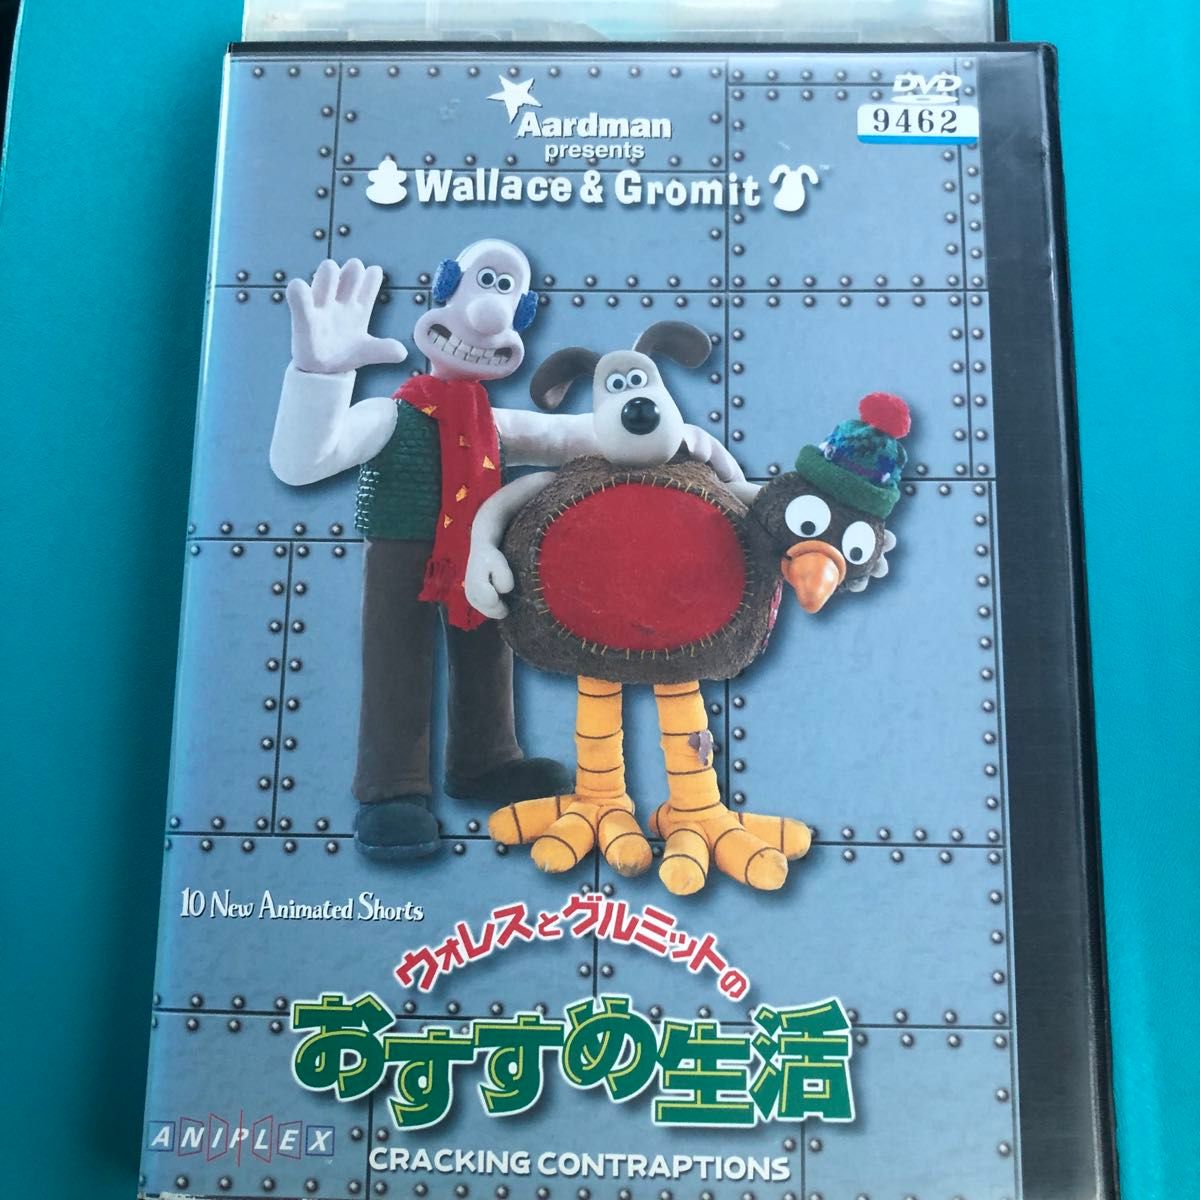 DVD
9462
Aardman
presents
Wallace & Gromit ™
10 New Animated Shorts
ウォレスとグルミットの
おすすめ生活
ANIPLEX
CRACKING CONTRAPTIONS